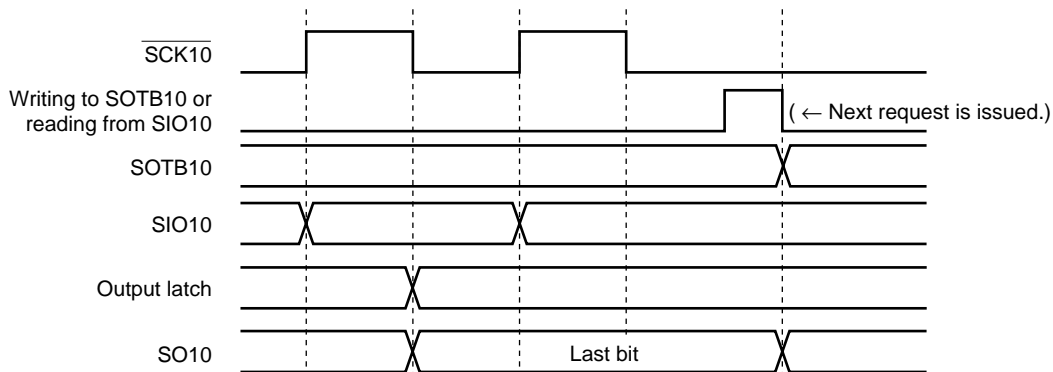 SCK10
Writing to SOTB10 or
reading from SIO10
( ← Next request is issued.)
SOTB10
SIO10
Output latch
SO10
Last bit